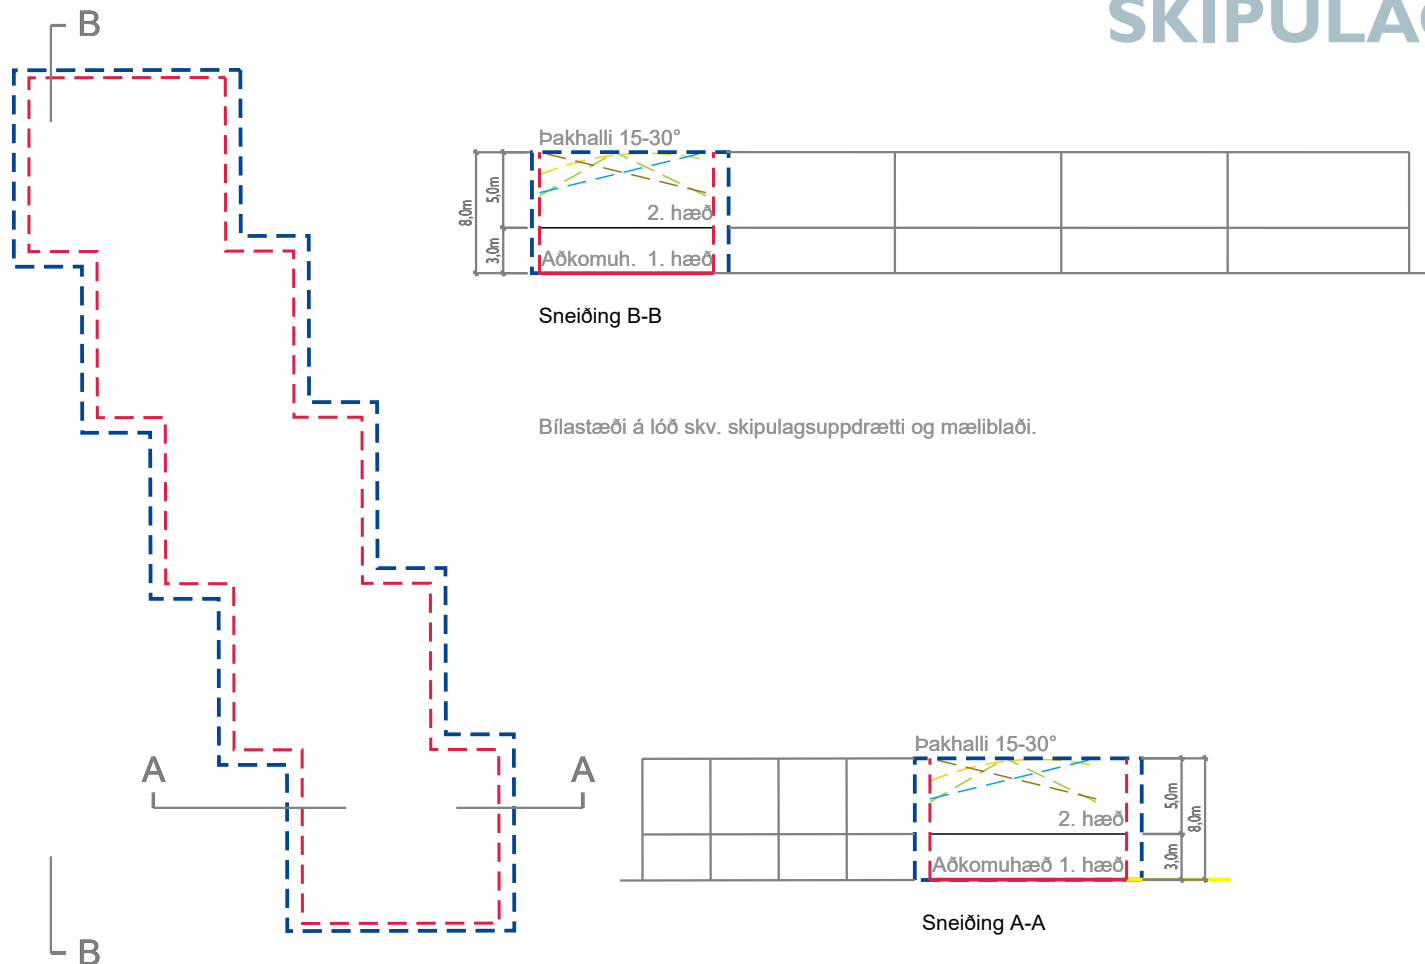 SKIPULAG
B
Þakhalli 15-30°
8,0m
5,0m
2. hæð
3,0m
Aðkomuh. 1. hæð
Sneiðing B-B
Bílastæði á lóð skv. skipulagsuppdrætti og mæliblaði.
A
A
Þakhalli 15-30°
5,0m
8,0m
2. hæð
3,0m
Aðkomuhæð 1. hæð
Sneiðing A-A
B